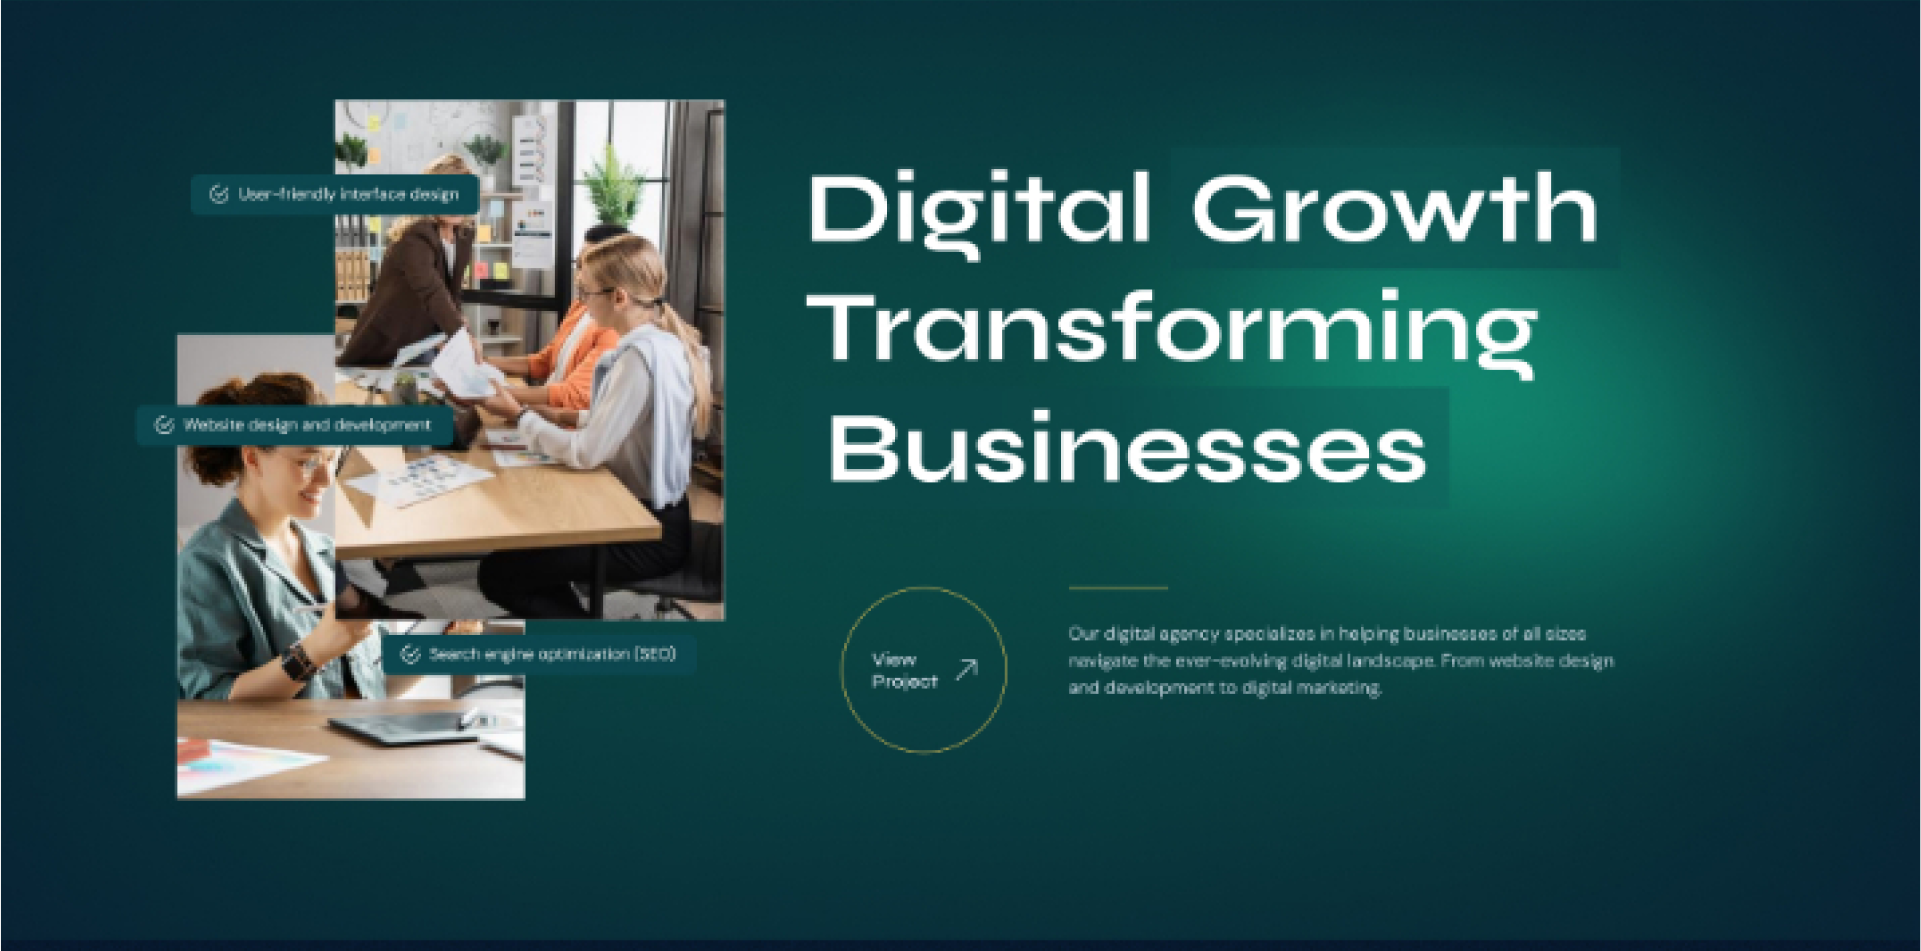 User-friendly interface design
Website design and development
Search engine optimization (SEO)
Digital Growth
Transforming
Businesses
View
Project
Our digital agency specializes in helping businesses of all sizes
navigate the ever-evolving digital landscape. From website design
and development to digital marketing.